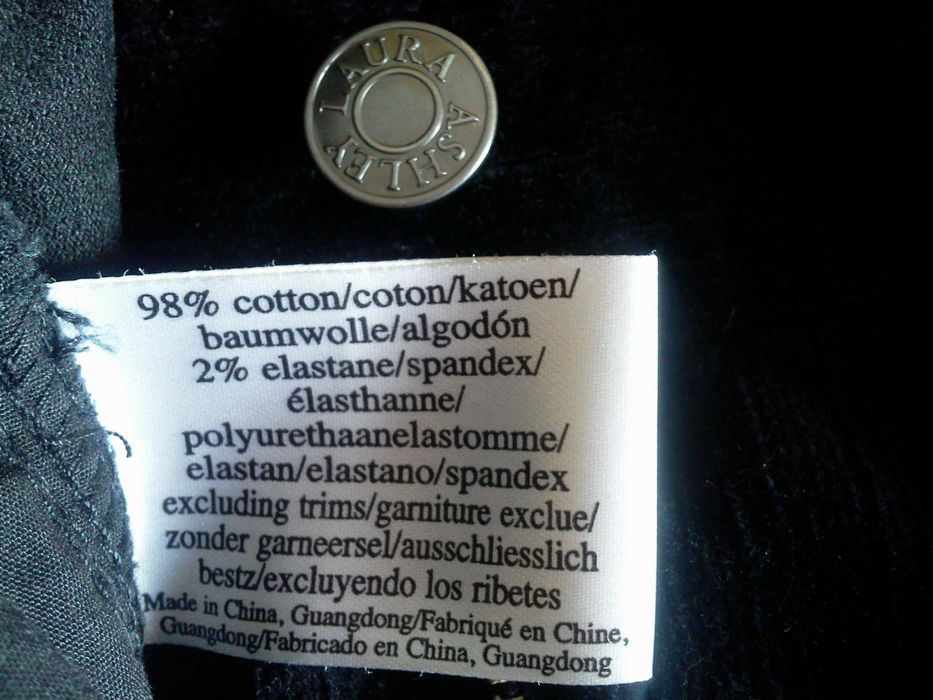 LAURA ASHLEY
98% cotton/coton/katoen/
baumwolle/algodón
2% elastane/spandex/
élasthanne/
polyurethaanelastomme/
elastan/elastano/spandex
excluding trims/garniture exclue/
zonder garneersel/ausschliesslich
bestz/excluyendo los ribetes
Made in China, Guangdong/Fabriqué en Chine,
Guangdong/Fabricado en China, Guangdong